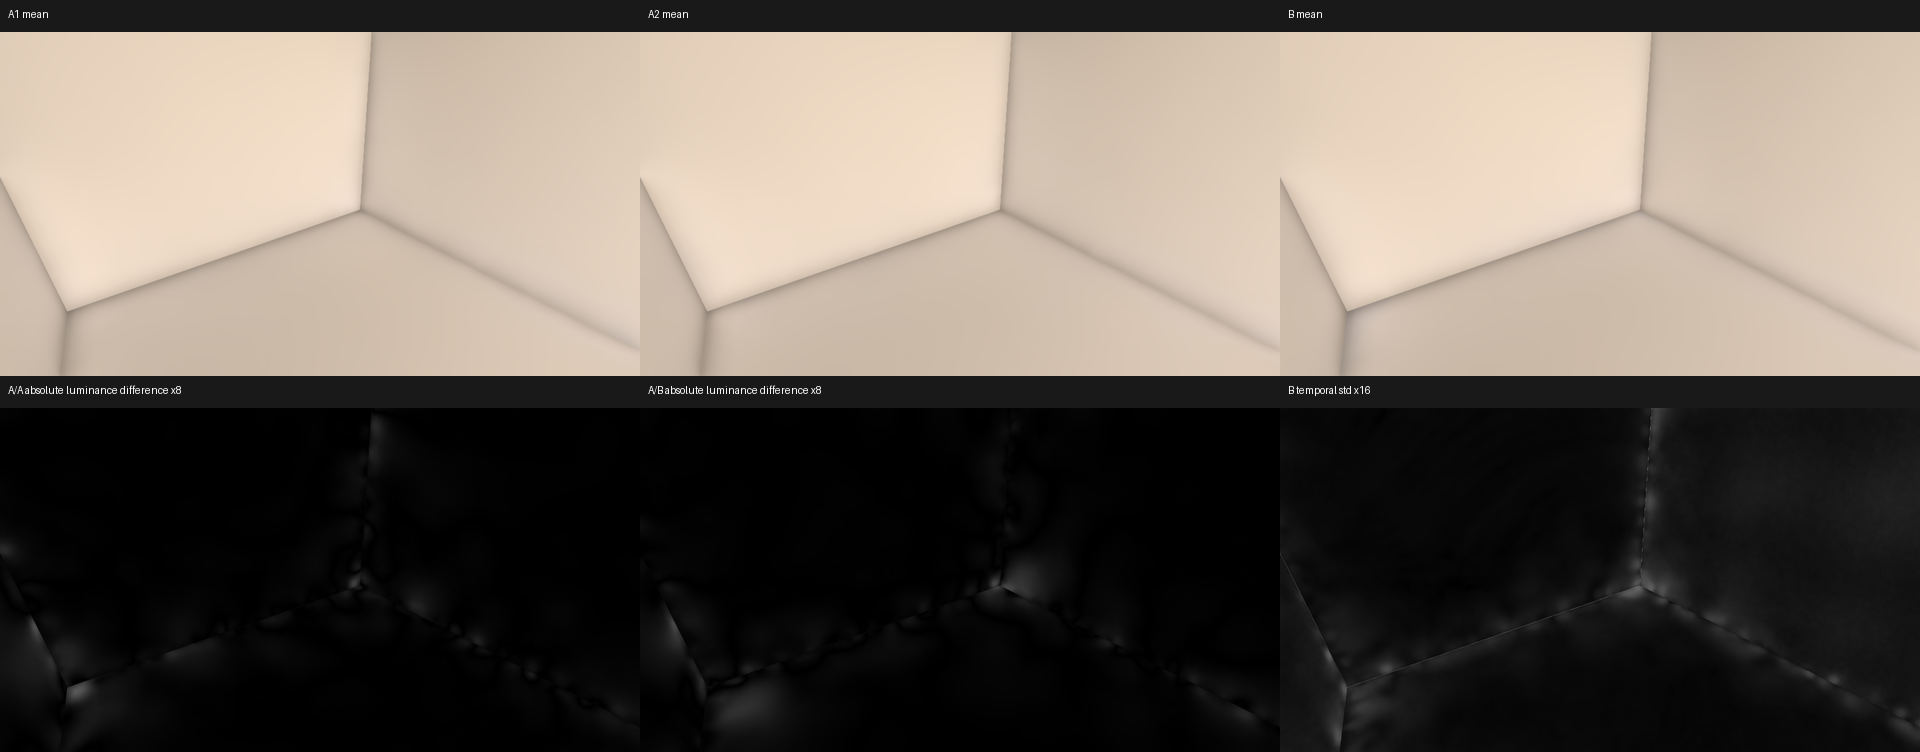 A1 mean
A2 mean
B mean
A/A absolute luminance difference x8
A/B absolute luminance difference x8
B temporal std x16